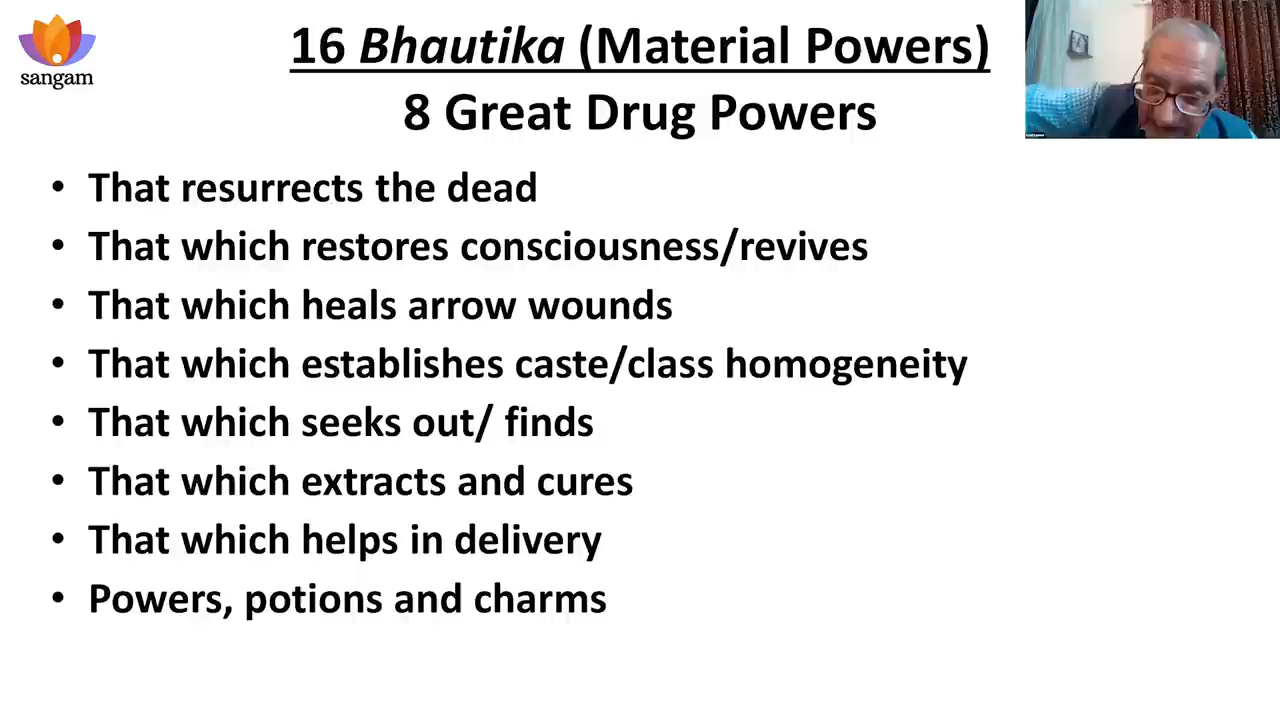 sangam
16 Bhautika (Material Powers)
8 Great Drug Powers
• That resurrects the dead
• That which restores consciousness/revives
• That which heals arrow wounds
• That which establishes caste/class homogeneity
• That which seeks out/ finds
• That which extracts and cures
• That which helps in delivery
• Powers, potions and charms